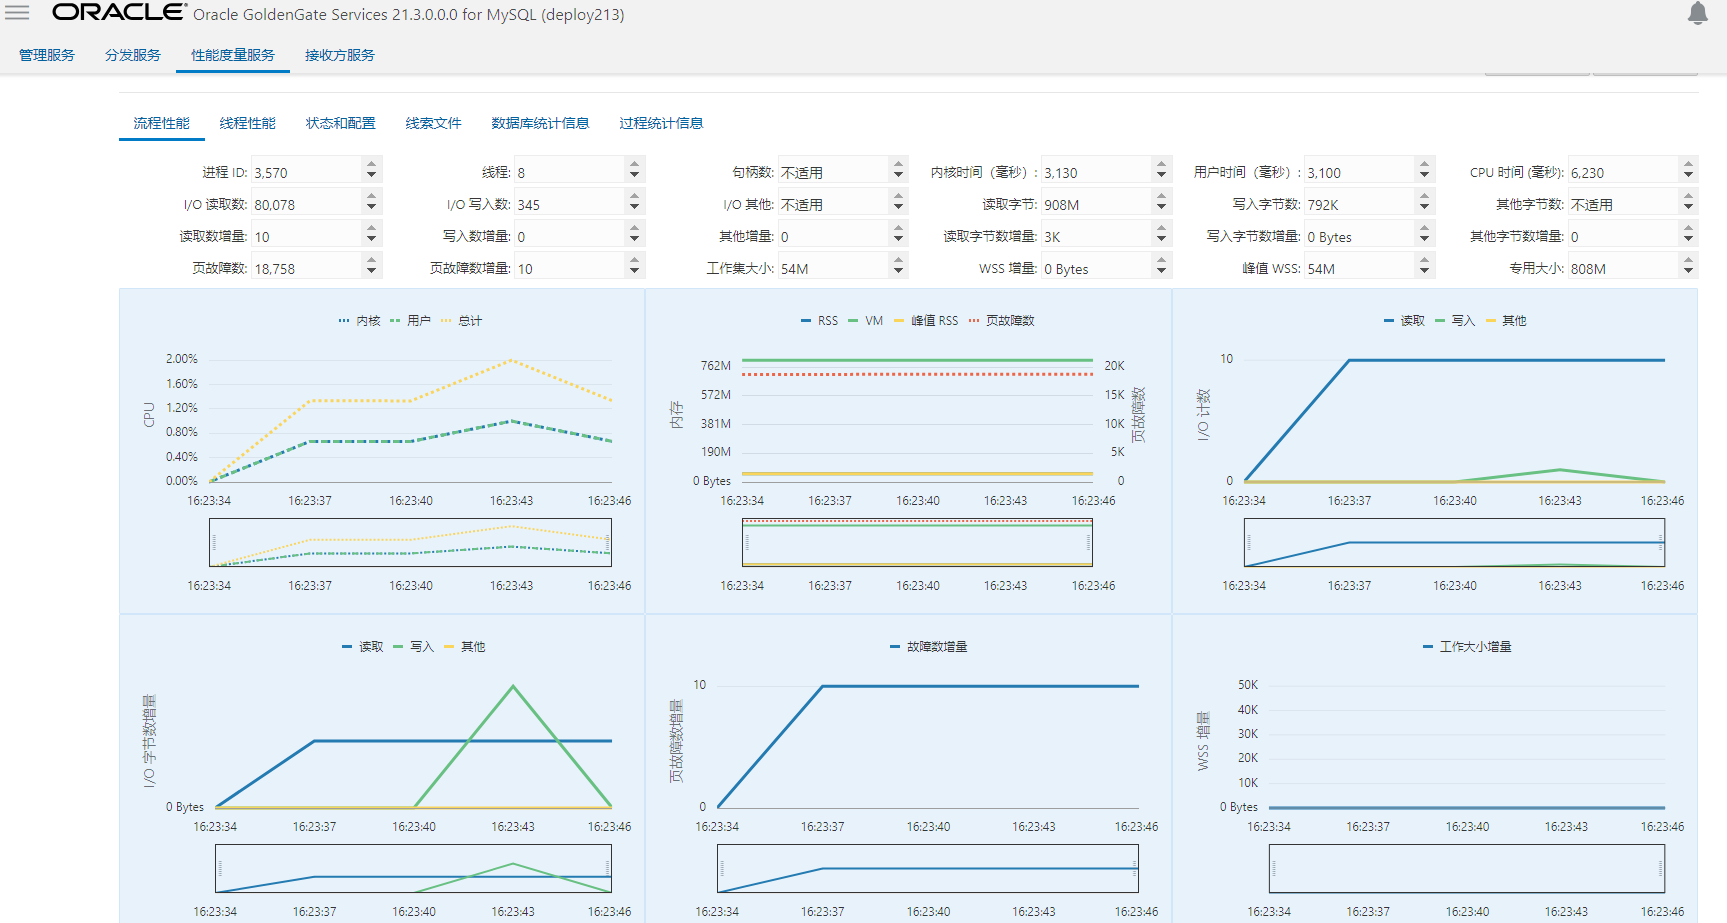 ORACLE® Oracle GoldenGate Services 21.3.0.0.0 for MySQL (deploy213)
管理服务 分发服务 性能度量服务 接收方服务
流程性能 线程性能 状态和配置 线索文件 数据库统计信息 过程统计信息
进程 ID: 3,570 线程: 8 句柄数: 不适用 内核时间（毫秒）: 3,130 用户时间（毫秒）: 3,100 CPU 时间 (毫秒): 6,230
I/O 读取数: 80,078 I/O 写入数: 345 I/O 其他: 不适用 读取字节: 908M 写入字节数: 792K 其他字节数: 不适用
读取数增量: 10 写入数增量: 0 其他增量: 0 读取字节数增量: 3K 写入字节数增量: 0 Bytes 其他字节数增量: 0
页故障数: 18,758 页故障数增量: 10 工作集大小: 54M WSS 增量: 0 Bytes 峰值 WSS: 54M 专用大小: 808M
内核 用户 总计
CPU
2.00%
1.60%
1.20%
0.80%
0.40%
0.00%
16:23:34 16:23:37 16:23:40 16:23:43 16:23:46
16:23:34 16:23:37 16:23:40 16:23:43 16:23:46
RSS VM 峰值 RSS 页故障数
内存
762M
572M
381M
190M
0 Bytes
20K
15K
10K
5K
0
页故障数
16:23:34 16:23:37 16:23:40 16:23:43 16:23:46
16:23:34 16:23:37 16:23:40 16:23:43 16:23:46
读取 写入 其他
I/O 计数
10
0
16:23:34 16:23:37 16:23:40 16:23:43 16:23:46
16:23:34 16:23:37 16:23:40 16:23:43 16:23:46
读取 写入 其他
I/O 字节数增量
0 Bytes
16:23:34 16:23:37 16:23:40 16:23:43 16:23:46
16:23:34 16:23:37 16:23:40 16:23:43 16:23:46
故障数增量
页故障数增量
10
0
16:23:34 16:23:37 16:23:40 16:23:43 16:23:46
16:23:34 16:23:37 16:23:40 16:23:43 16:23:46
工作大小增量
WSS 增量
50K
40K
30K
20K
10K
0 Bytes
16:23:34 16:23:37 16:23:40 16:23:43 16:23:46
16:23:34 16:23:37 16:23:40 16:23:43 16:23:46